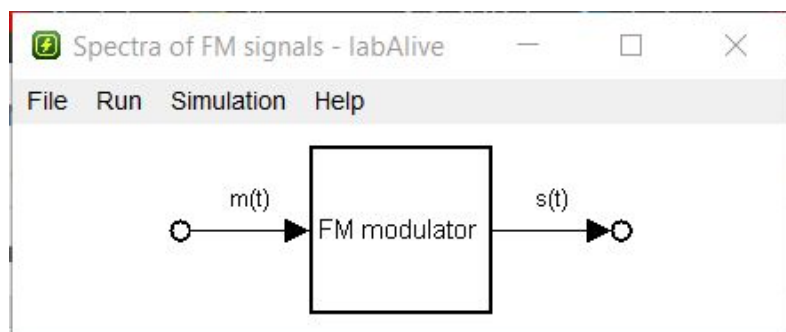 Spectra of FM signals - labAlive
File Run Simulation Help
m(t) s(t)
FM modulator